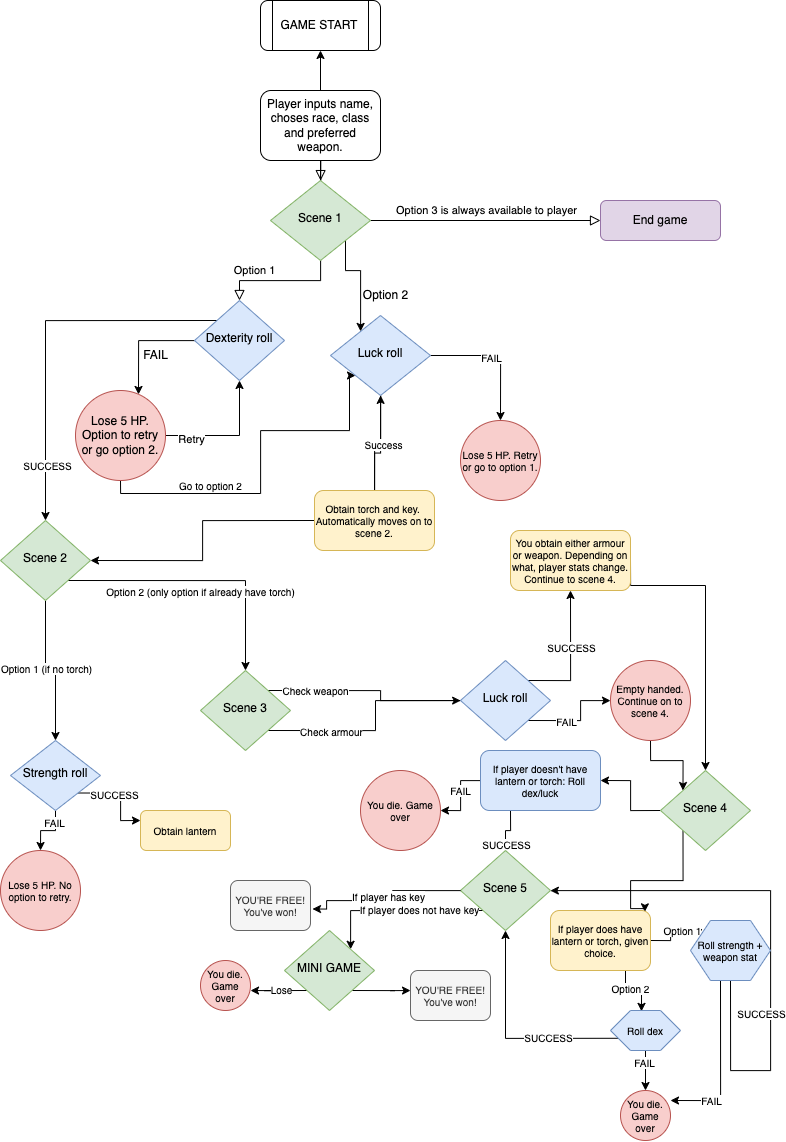 GAME START
Player inputs name,
choses race, class
and preferred
weapon.
Scene 1
Option 3 is always available to player
End game
Option 1
Option 2
Dexterity roll
Luck roll
FAIL
FAIL
Lose 5 HP.
Option to retry
or go option 2.
Retry
Success
Lose 5 HP. Retry
or go to option 1.
SUCCESS
Go to option 2
Obtain torch and key.
Automatically moves on to
scene 2.
Scene 2
You obtain either armour
or weapon. Depending on
what, player stats change.
Continue to scene 4.
Option 2 (only option if already have torch)
Option 1 (if no torch)
SUCCESS
Scene 3
Check weapon
Check armour
Luck roll
FAIL
Empty handed.
Continue on to
scene 4.
Strength roll
SUCCESS
FAIL
Obtain lantern
Lose 5 HP. No
option to retry.
If player doesn't have
lantern or torch: Roll
dex/luck
FAIL
You die. Game
over
Scene 4
SUCCESS
Scene 5
YOU'RE FREE!
You've won!
If player has key
If player does not have key
If player does have
lantern or torch, given
choice.
Option 1
Roll strength +
weapon stat
MINI GAME
You die.
Game
over
Lose
YOU'RE FREE!
You've won!
Option 2
SUCCESS
Roll dex
SUCCESS
FAIL
You die.
Game
over
FAIL